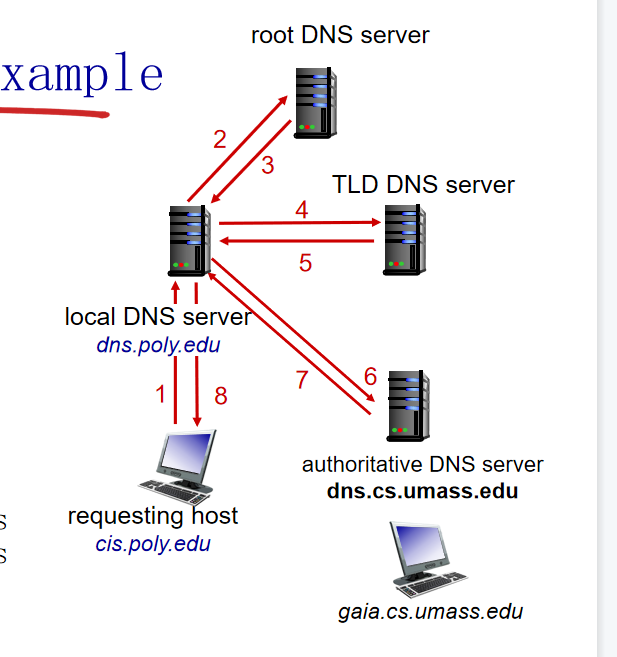 xample
root DNS server
2
3
TLD DNS server
4
5
local DNS server
dns.poly.edu
1
8
7
6
authoritative DNS server
dns.cs.umass.edu
requesting host
cis.poly.edu
s
s
gaia.cs.umass.edu